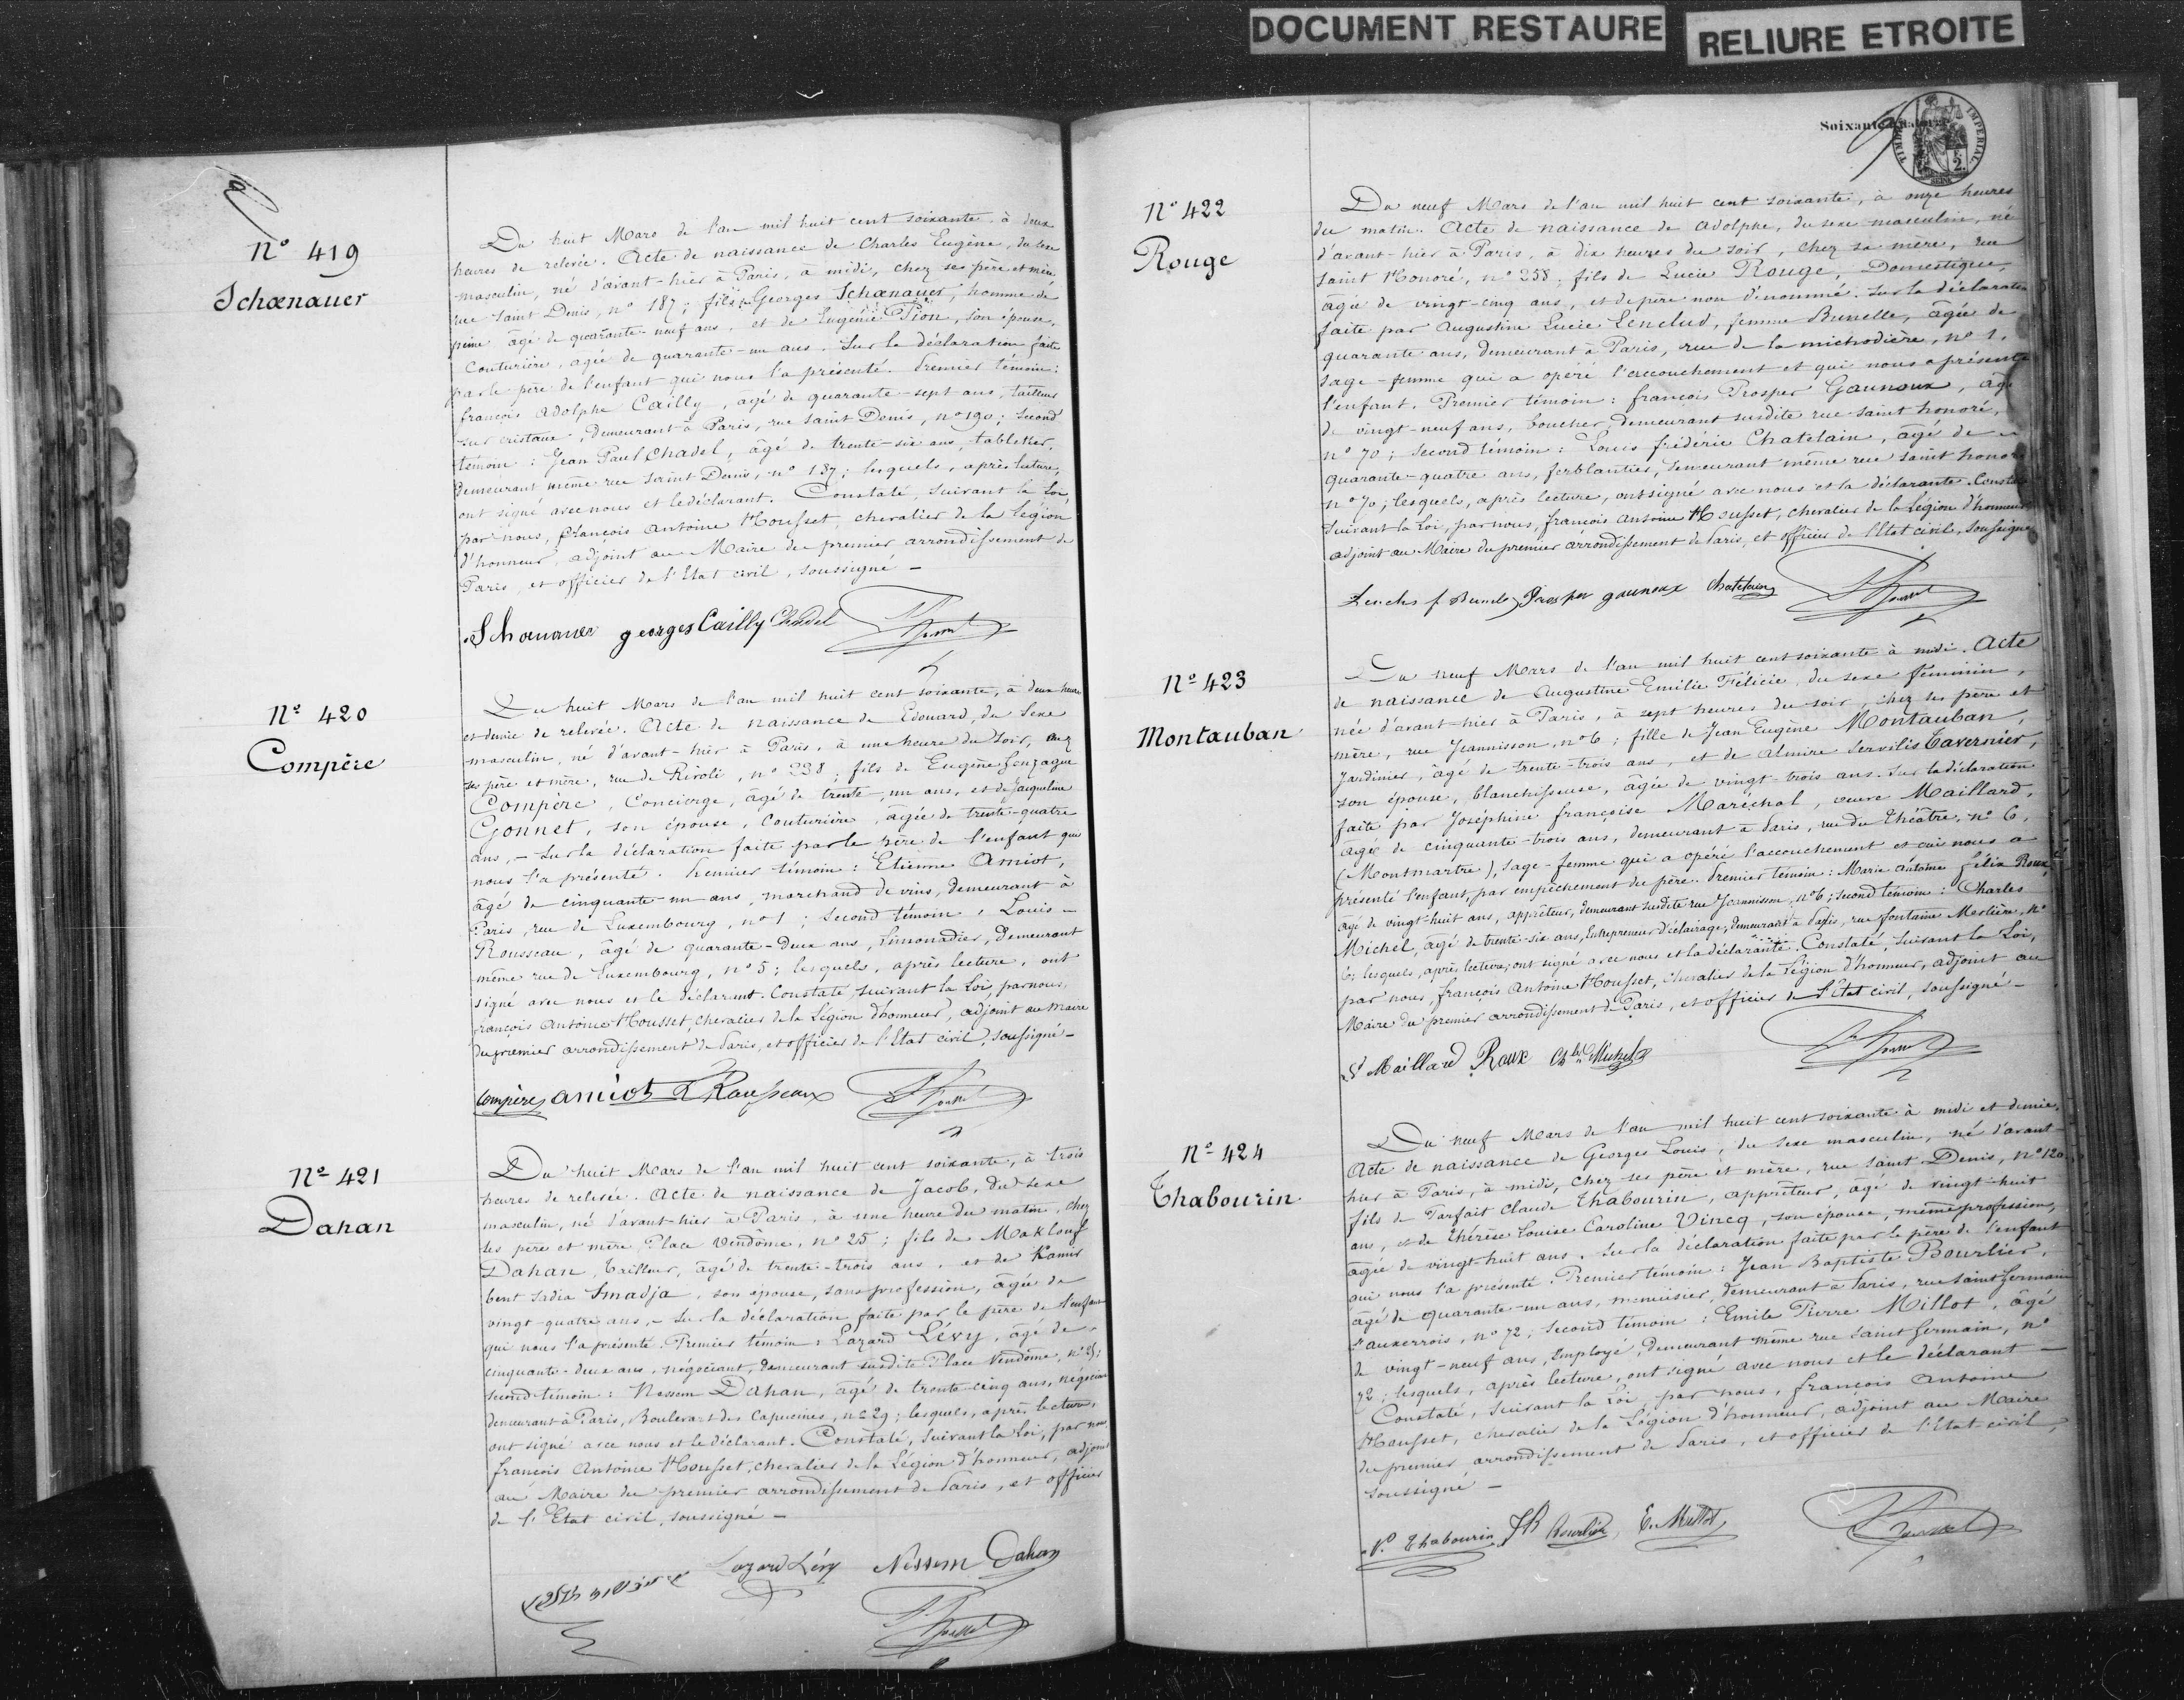 DOCUMENT RESTAURE
RELIURE ETROITE
Nº 419
Schœnauer
Du huit Mars de l'an mil huit cent soixante à deux
heures de relevée. Acte de naissance de Charles Eugène, du sexe
masculin, né d'avant-hier à Paris, à midi, chez ses père et mère
rue Saint Denis, nº 187; fils de Georges Schœnauer, homme de
peine âgé de quarante-neuf ans, et de Eugénie Pion, son épouse,
Couturière, agée de quarante-un ans. Sur la déclaration faite
par le père de l'enfant qui nous l'a présenté. Premier témoin:
françois Adolphe Cailly, agé de quarante-sept ans, tailleur
sur cristaux, demeurant à Paris, rue Saint Denis, nº 190; Second
témoin: Jean Paul Chadel, âgé de trente-six ans, tabletier,
demeurant même rue Saint Denis, nº 187; lesquels, après lecture,
ont signé avec nous et le déclarant. Constaté, suivant la Loi,
par nous, françois Antoine Housset, chevalier de la Légion
d'honneur, adjoint au Maire du premier arrondissement de
Paris, et officier de l'Etat civil, soussigné -
Schœnauer georges Cailly Chadel
Nº 420
Compère
Du huit Mars de l'an mil huit cent soixante, à deux heures
et demie de relevée. Acte de naissance de Edouard, du Sexe
masculin, né d'avant-hier à Paris, à une heure du soir, chez
ses père et mère, rue de Rivoli, nº 238; fils de Eugène Gonzague
Compère, Concierge, âgé de trente-un ans, et de Jacqueline
Gonnet, son épouse, Couturière, âgée de trente-quatre
ans, - Sur la déclaration faite par le père de l'enfant qui
nous l'a présenté. Premier témoin: Etienne Amiot,
âgé de cinquante-un ans, marchand de vins, demeurant à
Paris, rue de Luxembourg, nº 1; Second témoin: Louis -
Rousseau, âgé de quarante-deux ans, limonadier, demeurant
même rue de Luxembourg, nº 5; lesquels, après lecture, ont
signé avec nous et le déclarant. Constaté, suivant la Loi, par nous,
françois Antoine Housset, chevalier de la Légion d'honneur, adjoint au Maire
du premier arrondissement de Paris, et officier de l'Etat civil, soussigné -
Compère amiot L Rousseaux
Nº 421
Dahan
Du huit Mars de l'an mil huit cent soixante, à trois
heures de relevée. Acte de naissance de Jacob, du sexe
masculin, né d'avant-hier à Paris, à une heure du matin, chez
ses père et mère, Place Vendôme, nº 25; fils de Maklouf
Dahan, Tailleur, âgé de trente-trois ans, et de Kamir
bent Sadia Smadja, son épouse, sans profession, âgée de
vingt-quatre ans, - Sur la déclaration faite par le père de l'enfant
qui nous l'a présenté. Premier témoin: Lazard Lévy, âgé de
cinquante-deux ans, négociant, demeurant susdite Place Vendôme, nº 25;
Second témoin: Nessem Dahan, âgé de trente-cinq ans, négociant
demeurant à Paris, Boulevart des Capucines, nº 29; lesquels, après lecture,
ont signé avec nous et le déclarant. Constaté, suivant la Loi, par nous
françois Antoine Housset, chevalier de la Légion d'honneur, adjoint
au Maire du premier arrondissement de Paris, et officier
de l'Etat civil, soussigné -
Lazard Lévy Nessem Dahan
TIMBRE IMPERIAL
2.
SEINE
Nº 422
Rouge
Du neuf Mars de l'an mil huit cent soixante, à onze heures
du matin. Acte de naissance de Adolphe, du sexe masculin, né
d'avant-hier à Paris, à dix heures du soir, chez sa mère, rue
Saint Honoré, nº 258; fils de Lucie Rouge, Domestique,
âgée de vingt-cinq ans, et de père non dénommé. Sur la déclaration
faite par Augustine Lucie Lenclud, femme Bunelle, âgée de
quarante ans, demeurant à Paris, rue de la michodière, nº 1,
Sage-femme qui a opéré l'accouchement et qui nous a présenté
l'enfant. Premier témoin: françois Prosper Gaunoux, âgé
de vingt-neuf ans, boucher, demeurant susdite rue Saint honoré,
nº 70; Second témoin: Louis frédéric Chatelain, âgé de
quarante-quatre ans, ferblantier, demeurant même rue Saint honoré
nº 70; lesquels, après lecture, ont signé avec nous et la déclarante. Constaté
suivant la Loi, par nous, françois Antoine Housset, chevalier de la Légion d'honneur
adjoint au Maire du premier arrondissement de Paris, et officier de l'Etat civil, soussigné
Prosper gaunoux Chatelain
Nº 423
Montauban
Du neuf Mars de l'an mil huit cent soixante à midi. Acte
de naissance de Augustine Emilie Félicie, du sexe féminin,
née d'avant-hier à Paris, à sept heures du soir, chez ses père et
mère, rue Jeannisson, nº 6; fille de Jean Eugène Montauban,
Jardinier, âgé de trente-trois ans, et de Almire Servilis Tavernier,
son épouse, blanchisseuse, âgée de vingt-trois ans. Sur la déclaration
faite par Joséphine françoise Maréchal, veuve Maillard,
agée de cinquante-trois ans, demeurant à Paris, rue du Théâtre, nº 6,
(Montmartre), Sage-femme qui a opéré l'accouchement et qui nous a
présenté l'enfant, par empêchement du père. Premier témoin: Marie Antoine Félix Roux,
âgé de vingt-huit ans, apprêteur, demeurant susdite rue Jeannisson, nº 6; Second témoin: Charles
Michel, âgé de trente-six ans, Entrepreneur d'éclairage, demeurant à Paris, rue fontaine Molière, nº
6; lesquels, après lecture, ont signé avec nous et la déclarante. Constaté, suivant la Loi,
par nous, françois Antoine Housset, chevalier de la Légion d'honneur, adjoint au
Maire du premier arrondissement de Paris, et officier de l'Etat civil, soussigné -
Maillard Roux Michel
Nº 424
Thabourin
Du neuf Mars de l'an mil huit cent soixante à midi et demie.
Acte de naissance de Georges Louis, du sexe masculin, né d'avant-
hier à Paris, à midi, chez ses père et mère, rue Saint Denis, nº 120
fils de Parfait Claude Thabourin, apprêteur, âgé de vingt-huit
ans, et de Thérèse Louise Caroline Vincq, son épouse, même profession,
âgée de vingt-huit ans. Sur la déclaration faite par le père de l'enfant
qui nous l'a présenté. Premier témoin: Jean Baptiste Bourlier,
âgé de quarante-un ans, menuisier, demeurant à Paris, rue Saint Germain
l'auxerrois, nº 72; Second témoin: Emile Pierre Millot, âgé
de vingt-neuf ans, Employé, demeurant même rue Saint Germain, nº
72; lesquels, après lecture, ont signé avec nous et le déclarant -
Constaté, suivant la Loi, par nous, françois Antoine
Housset, chevalier de la Légion d'honneur, adjoint au Maire
du premier arrondissement de Paris, et officier de l'Etat civil,
soussigné -
P. Thabourin JB Bourlier E. Millot